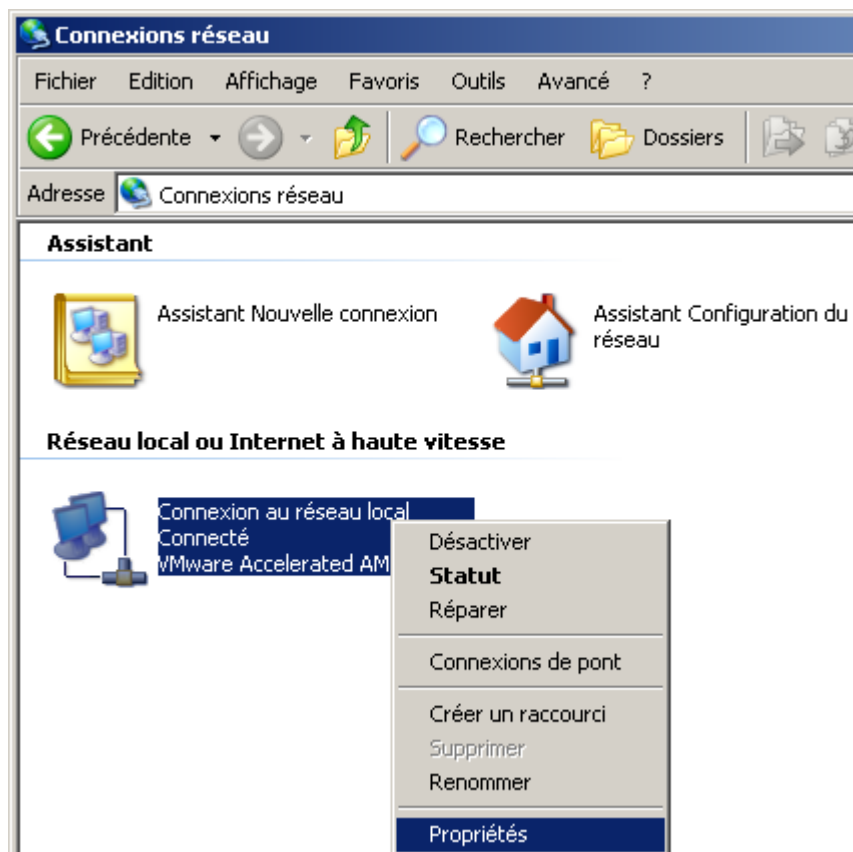 Connexions réseau
Fichier Edition Affichage Favoris Outils Avancé ?
Précédente Rechercher Dossiers
Adresse Connexions réseau
Assistant
Assistant Nouvelle connexion
Assistant Configuration du
réseau
Réseau local ou Internet à haute vitesse
Connexion au réseau local
Connecté
VMware Accelerated AM
Désactiver
Statut
Réparer
Connexions de pont
Créer un raccourci
Supprimer
Renommer
Propriétés